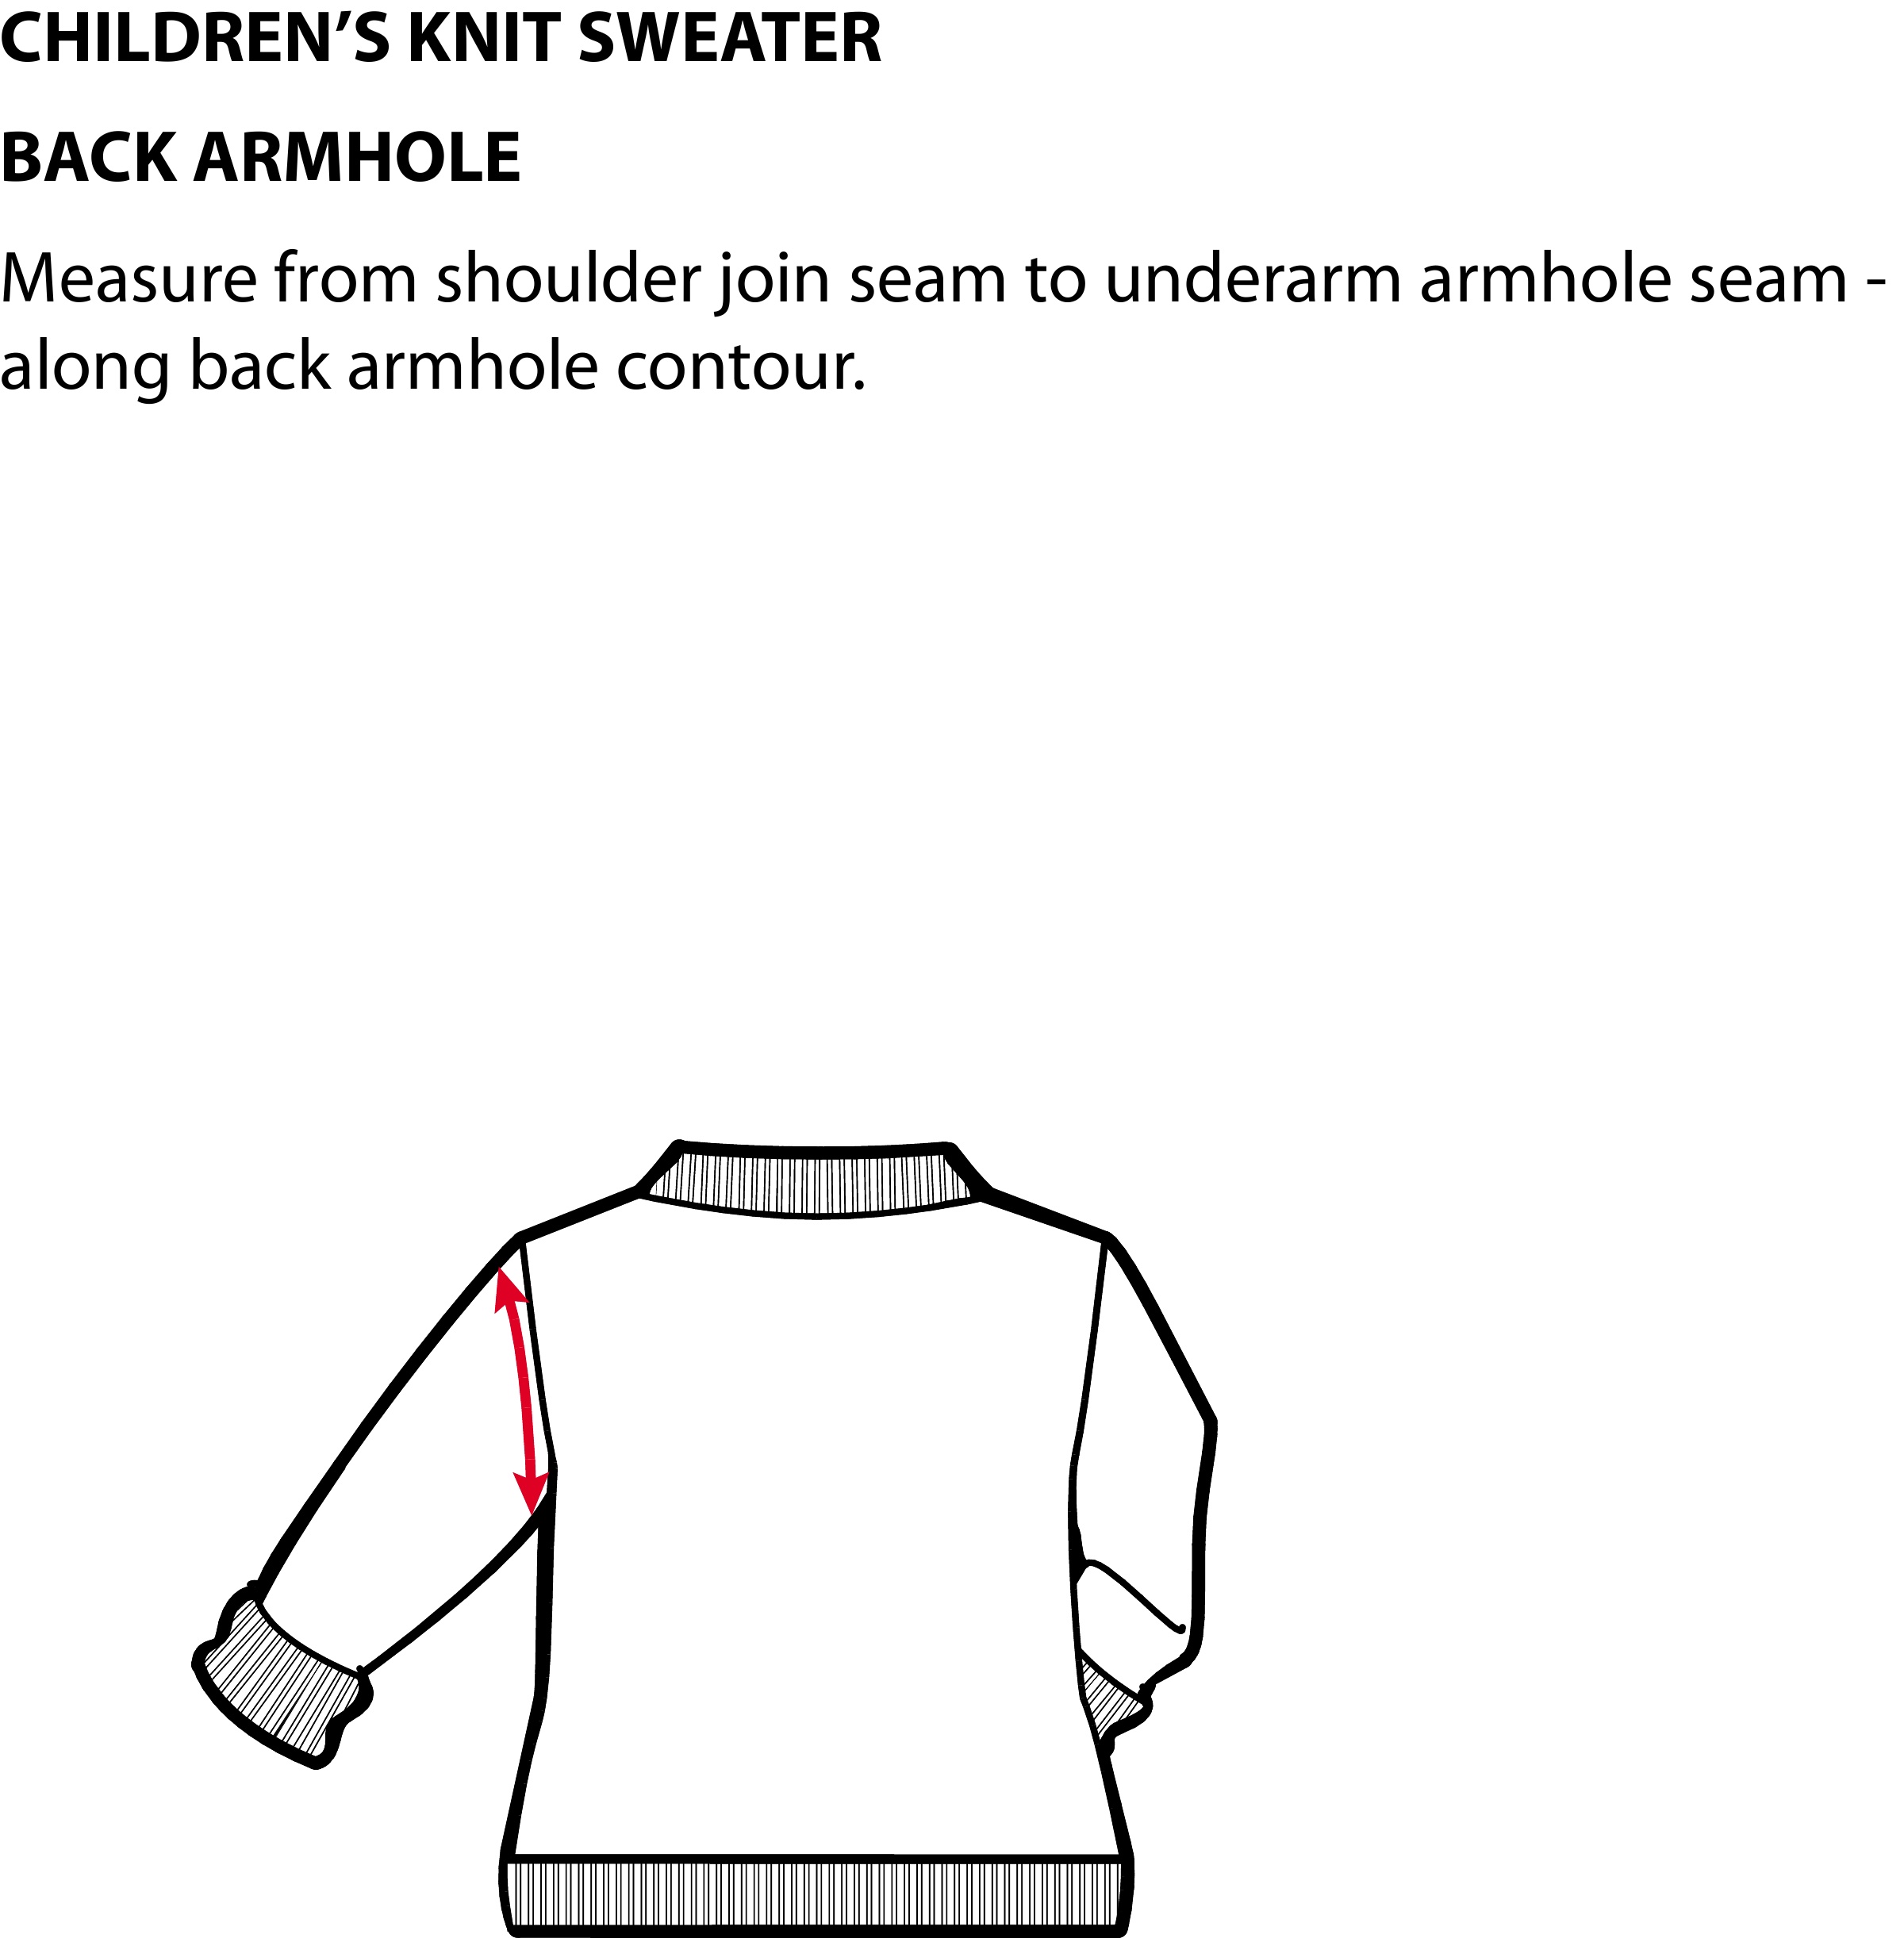 CHILDREN’S KNIT SWEATER
BACK ARMHOLE
Measure from shoulder join seam to underarm armhole seam -
along back armhole contour.